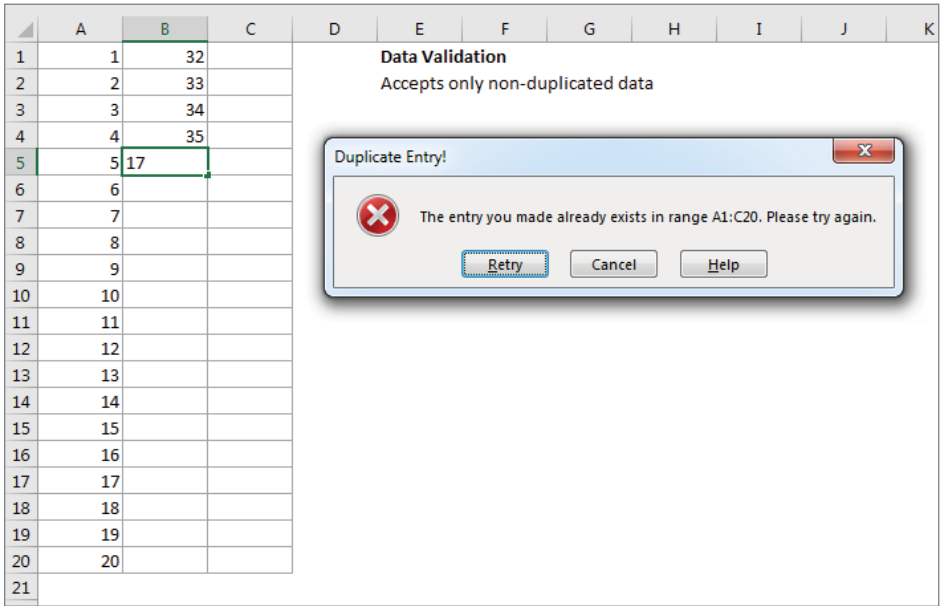 A B C D E F G H I J K
1 1 32 Data Validation
2 2 33 Accepts only non-duplicated data
3 3 34
4 4 35
5 5 17
6 6
7 7
8 8
9 9
10 10
11 11
12 12
13 13
14 14
15 15
16 16
17 17
18 18
19 19
20 20
21
Duplicate Entry!
The entry you made already exists in range A1:C20. Please try again.
Retry Cancel Help